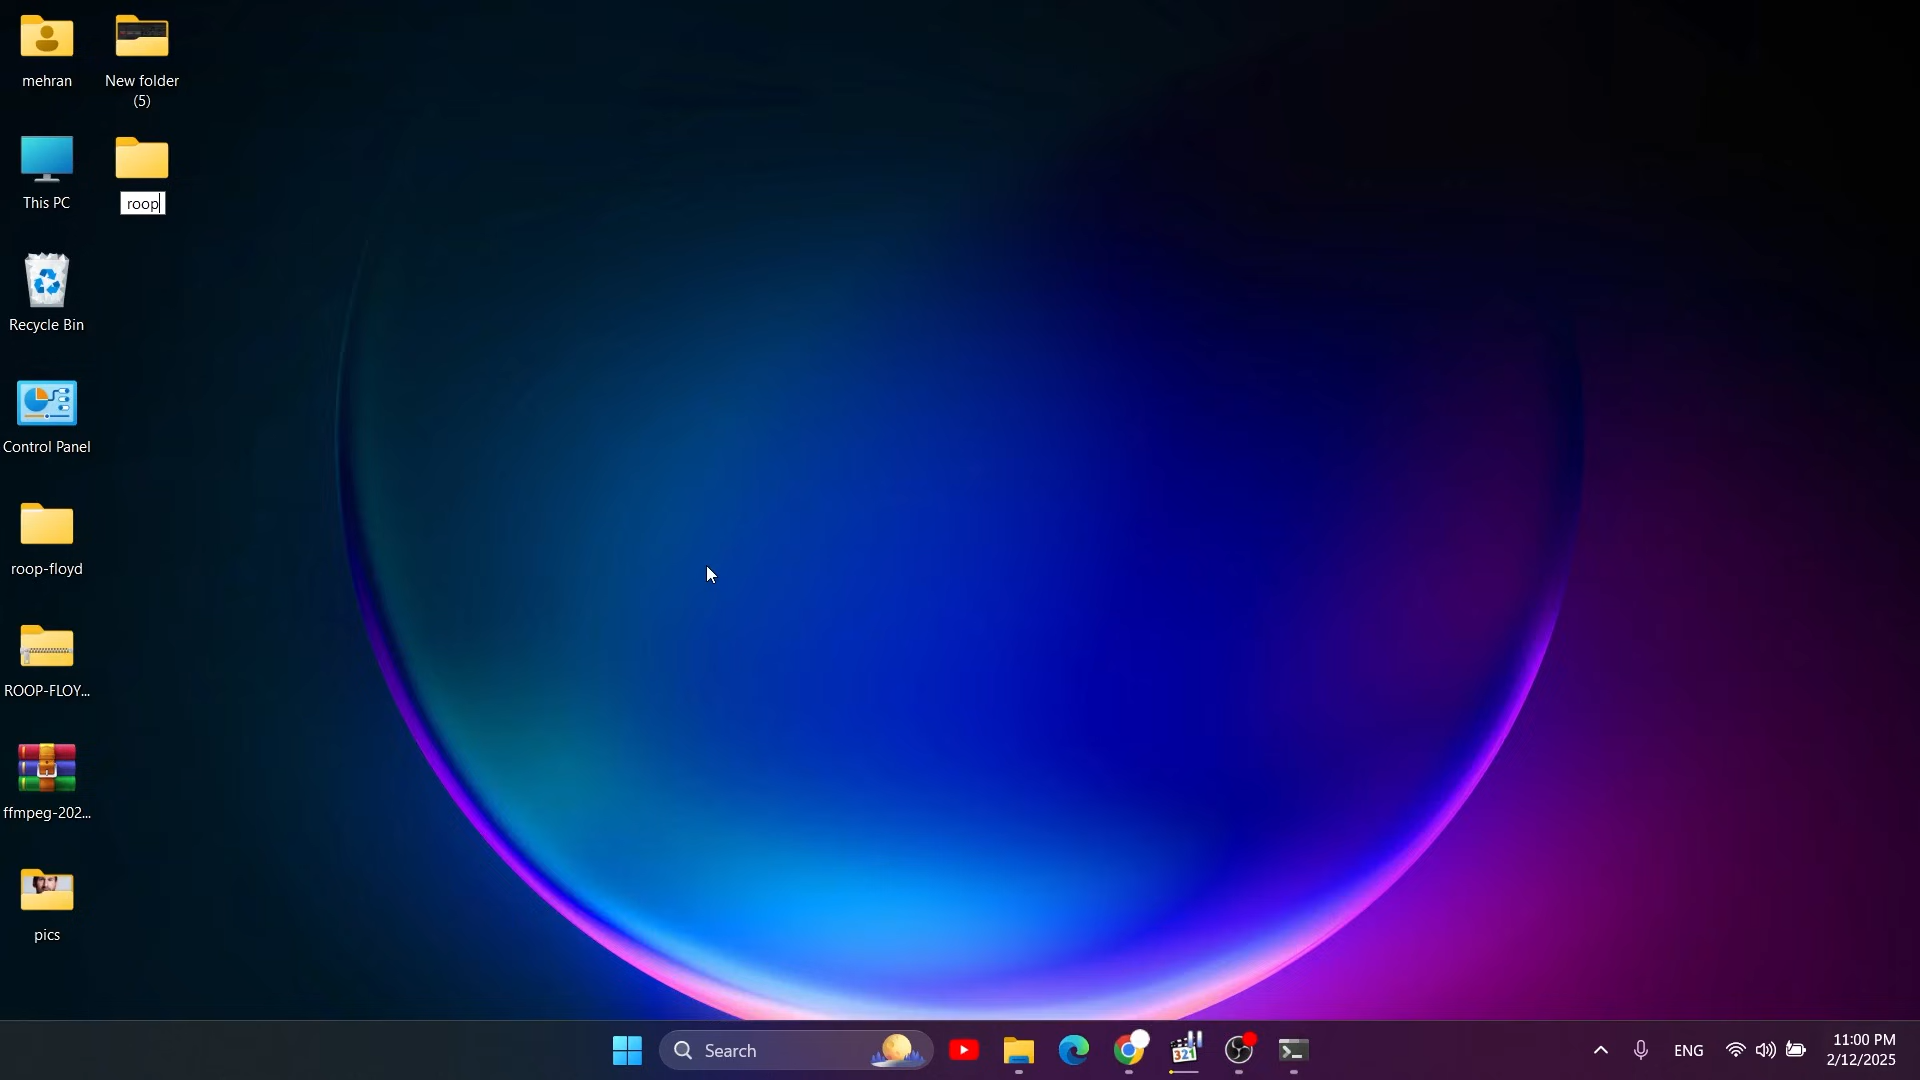 mehran
This PC
Recycle Bin
Control Panel
roop-floyd
ROOP-FLOY...
ffmpeg-202...
pics
New folder
(5)
roop
Search
321
ENG
11:00 PM
2/12/2025